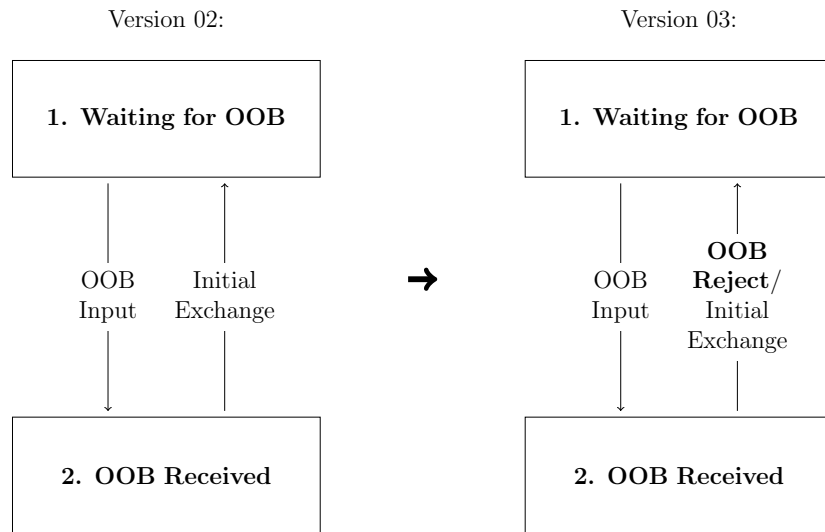 Version 02:
1. Waiting for OOB
OOB
Input
Initial
Exchange
2. OOB Received
Version 03:
1. Waiting for OOB
OOB
Input
OOB
Reject/
Initial
Exchange
2. OOB Received